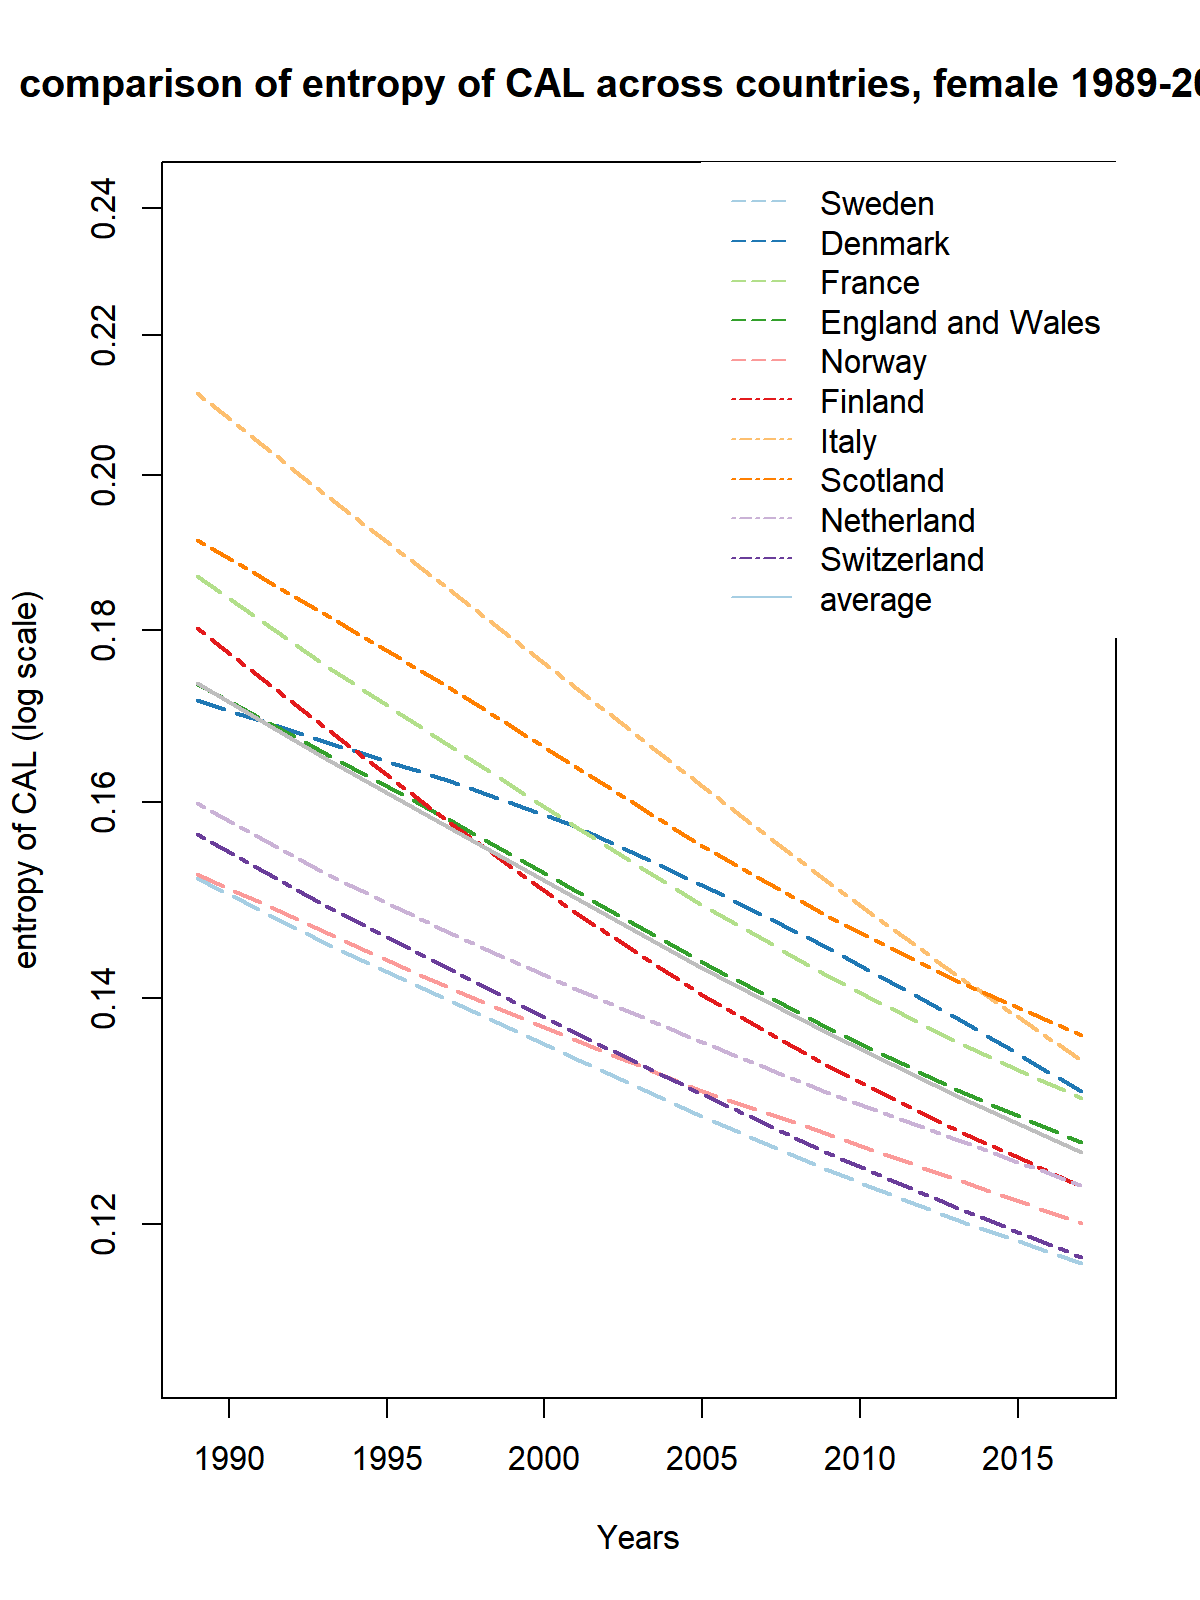 comparison of entropy of CAL across countries, female 1989-20
0.24
0.22
0.20
0.18
0.16
0.14
0.12
entropy of CAL (log scale)
Sweden
Denmark
France
England and Wales
Norway
Finland
Italy
Scotland
Netherland
Switzerland
average
1990 1995 2000 2005 2010 2015
Years